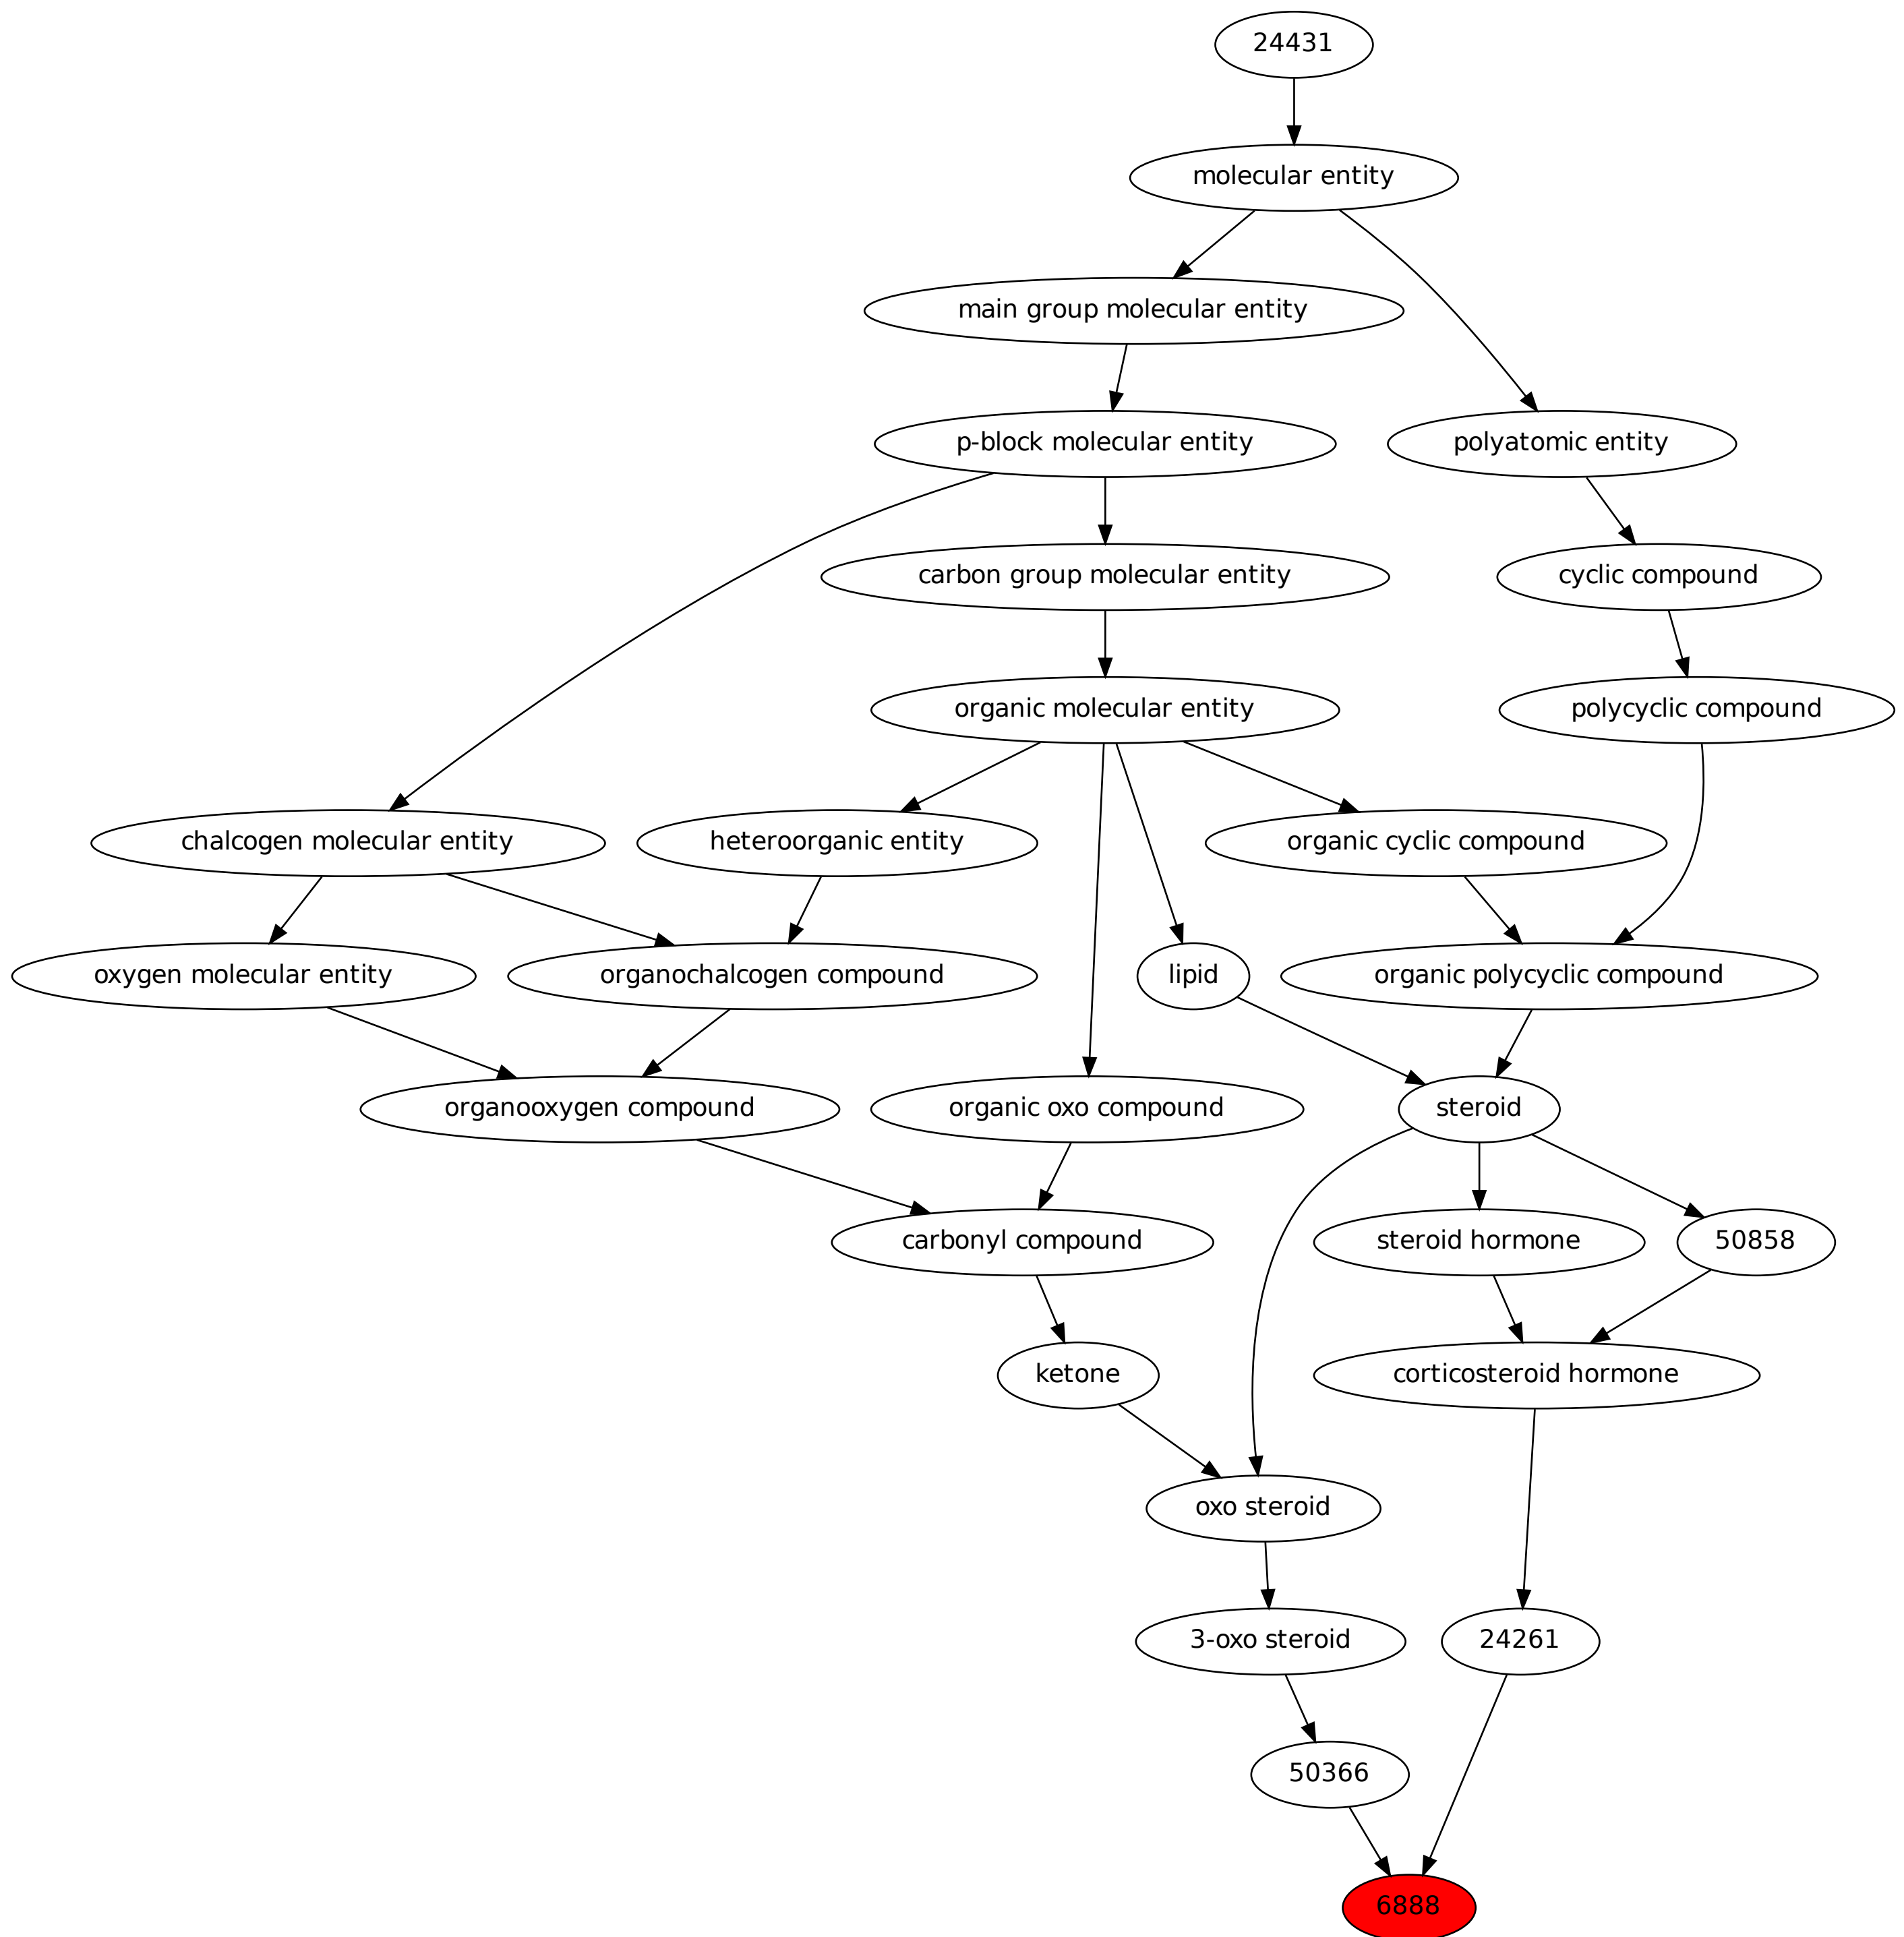 24431
molecular entity
main group molecular entity
p-block molecular entity
polyatomic entity
carbon group molecular entity
cyclic compound
organic molecular entity
polycyclic compound
chalcogen molecular entity
heteroorganic entity
organic cyclic compound
oxygen molecular entity
organochalcogen compound
lipid
organic polycyclic compound
organooxygen compound
organic oxo compound
steroid
carbonyl compound
steroid hormone
50858
ketone
corticosteroid hormone
oxo steroid
3-oxo steroid
24261
50366
6888